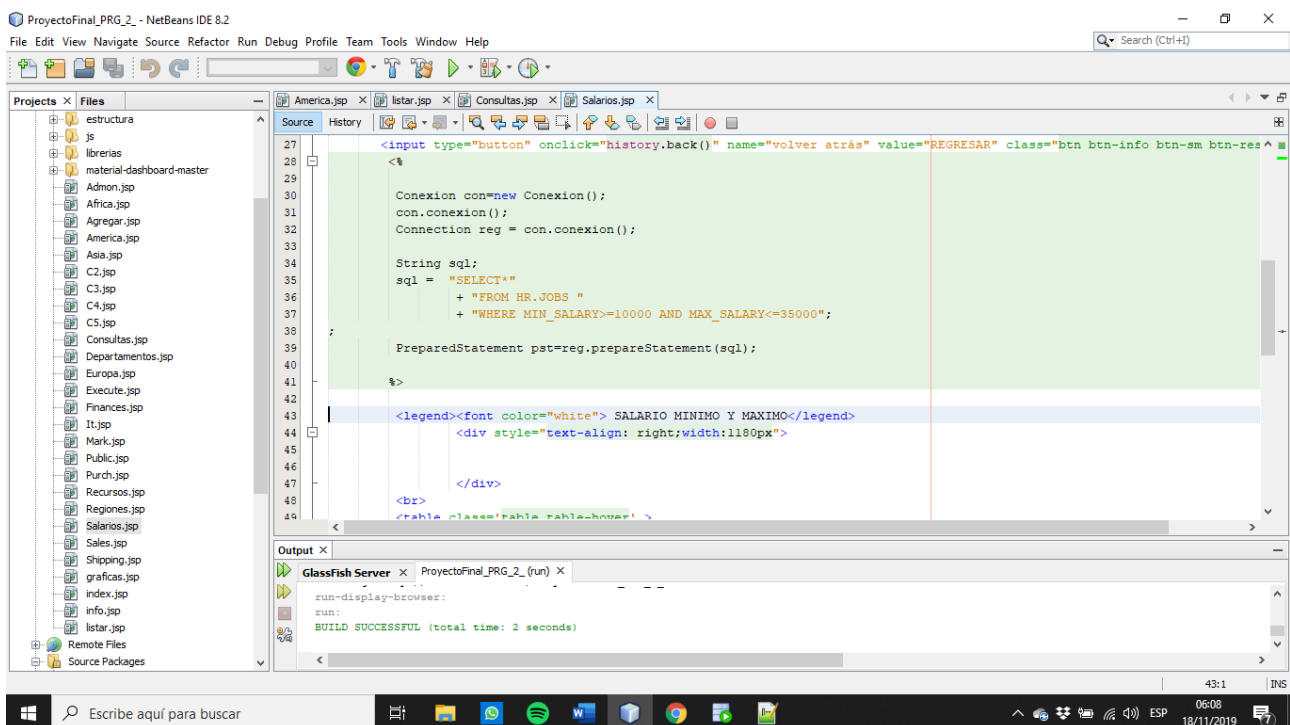 ProyectoFinal_PRG_2_ - NetBeans IDE 8.2
File Edit View Navigate Source Refactor Run Debug Profile Team Tools Window Help
Search (Ctrl+I)
Projects Files
America.jsp listar.jsp Consultas.jsp Salarios.jsp
Source History
estructura
js
librerias
material-dashboard-master
Admon.jsp
Africa.jsp
Agregar.jsp
America.jsp
Asia.jsp
C2.jsp
C3.jsp
C4.jsp
C5.jsp
Consultas.jsp
Departamentos.jsp
Europa.jsp
Execute.jsp
Finances.jsp
It.jsp
Mark.jsp
Public.jsp
Purch.jsp
Recursos.jsp
Regiones.jsp
Salarios.jsp
Sales.jsp
Shipping.jsp
graficas.jsp
index.jsp
info.jsp
listar.jsp
Remote Files
Source Packages
27 <input type="button" onclick="history.back()" name="volver atrás" value="REGRESAR" class="btn btn-info btn-sm btn-res
28 <%
29
30 Conexion con=new Conexion();
31 con.conexion();
32 Connection reg = con.conexion();
33
34 String sql;
35 sql = "SELECT*"
36 + "FROM HR.JOBS "
37 + "WHERE MIN_SALARY>=10000 AND MAX_SALARY<=35000";
38 ;
39 PreparedStatement pst=reg.prepareStatement(sql);
40
41 %>
42
43 <legend><font color="white"> SALARIO MINIMO Y MAXIMO</legend>
44 <div style="text-align: right;width:1180px">
45
46
47 </div>
48 <br>
49 <table class='table table-hover' >
Output
GlassFish Server ProyectoFinal_PRG_2_ (run)
run-display-browser:
run:
BUILD SUCCESSFUL (total time: 2 seconds)
43:1 INS
Escribe aquí para buscar
ESP
06:08
18/11/2019